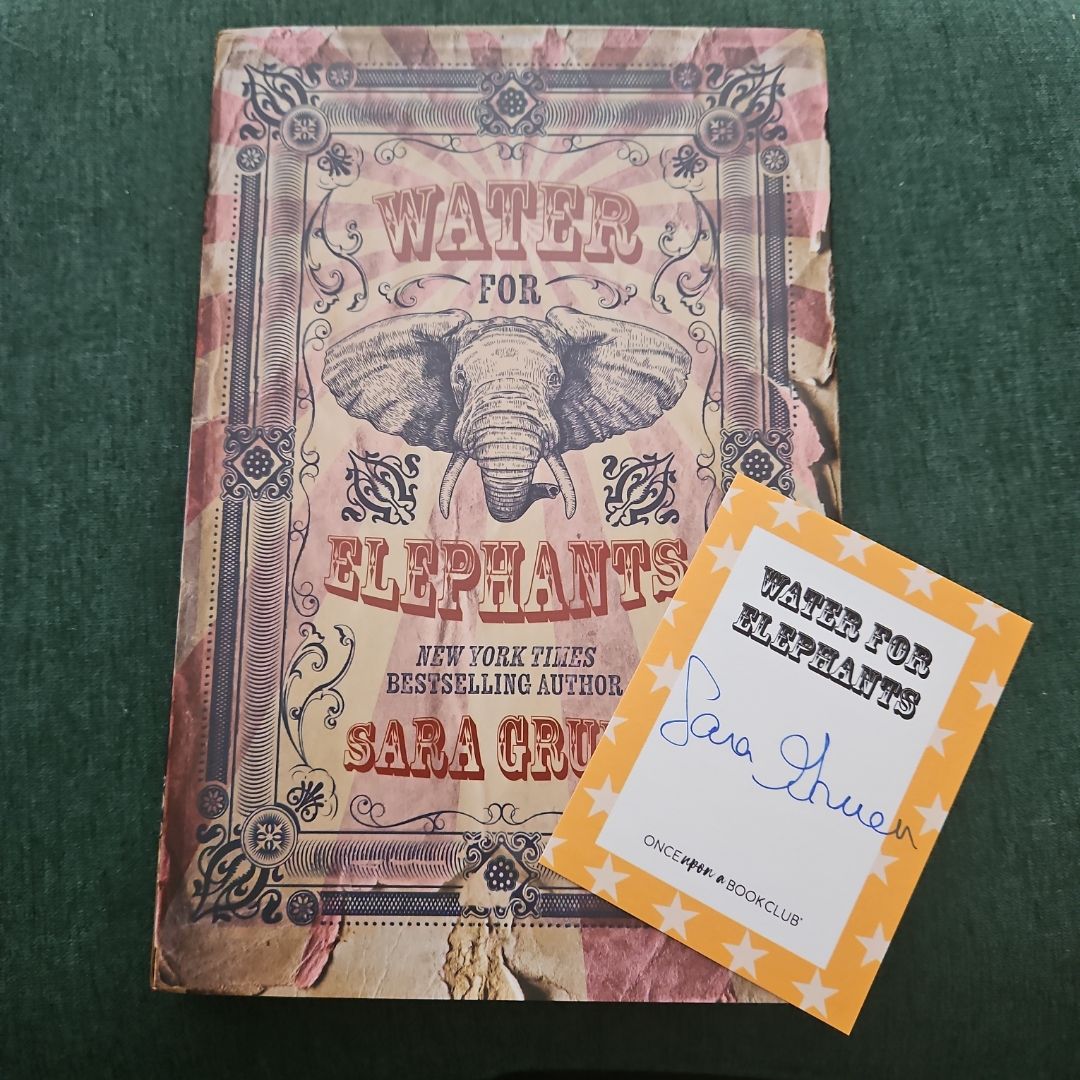 WATER
FOR
ELEPHANTS
NEW YORK TIMES
BESTSELLING AUTHOR
SARA GRU
WATER FOR
ELEPHANTS
Sara Gruen
ONCE upon a BOOKCLUB